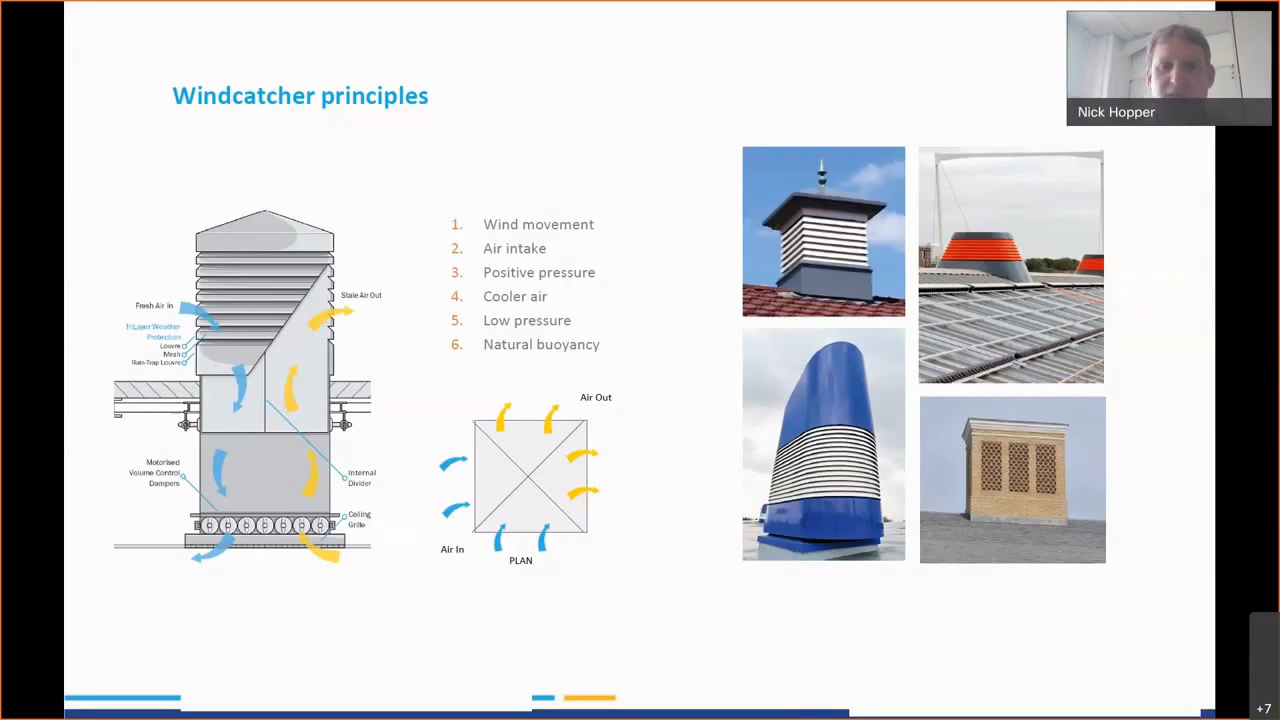 Windcatcher principles
Nick Hopper
1. Wind movement
2. Air intake
3. Positive pressure
4. Cooler air
5. Low pressure
6. Natural buoyancy
Fresh Air In
Stale Air Out
TriLayer Weather
Protection
Louvre
Mesh
Rain-Trap Louvre
Motorised
Volume Control
Dampers
Internal
Divider
Ceiling
Grille
Air Out
Air In
PLAN
+7